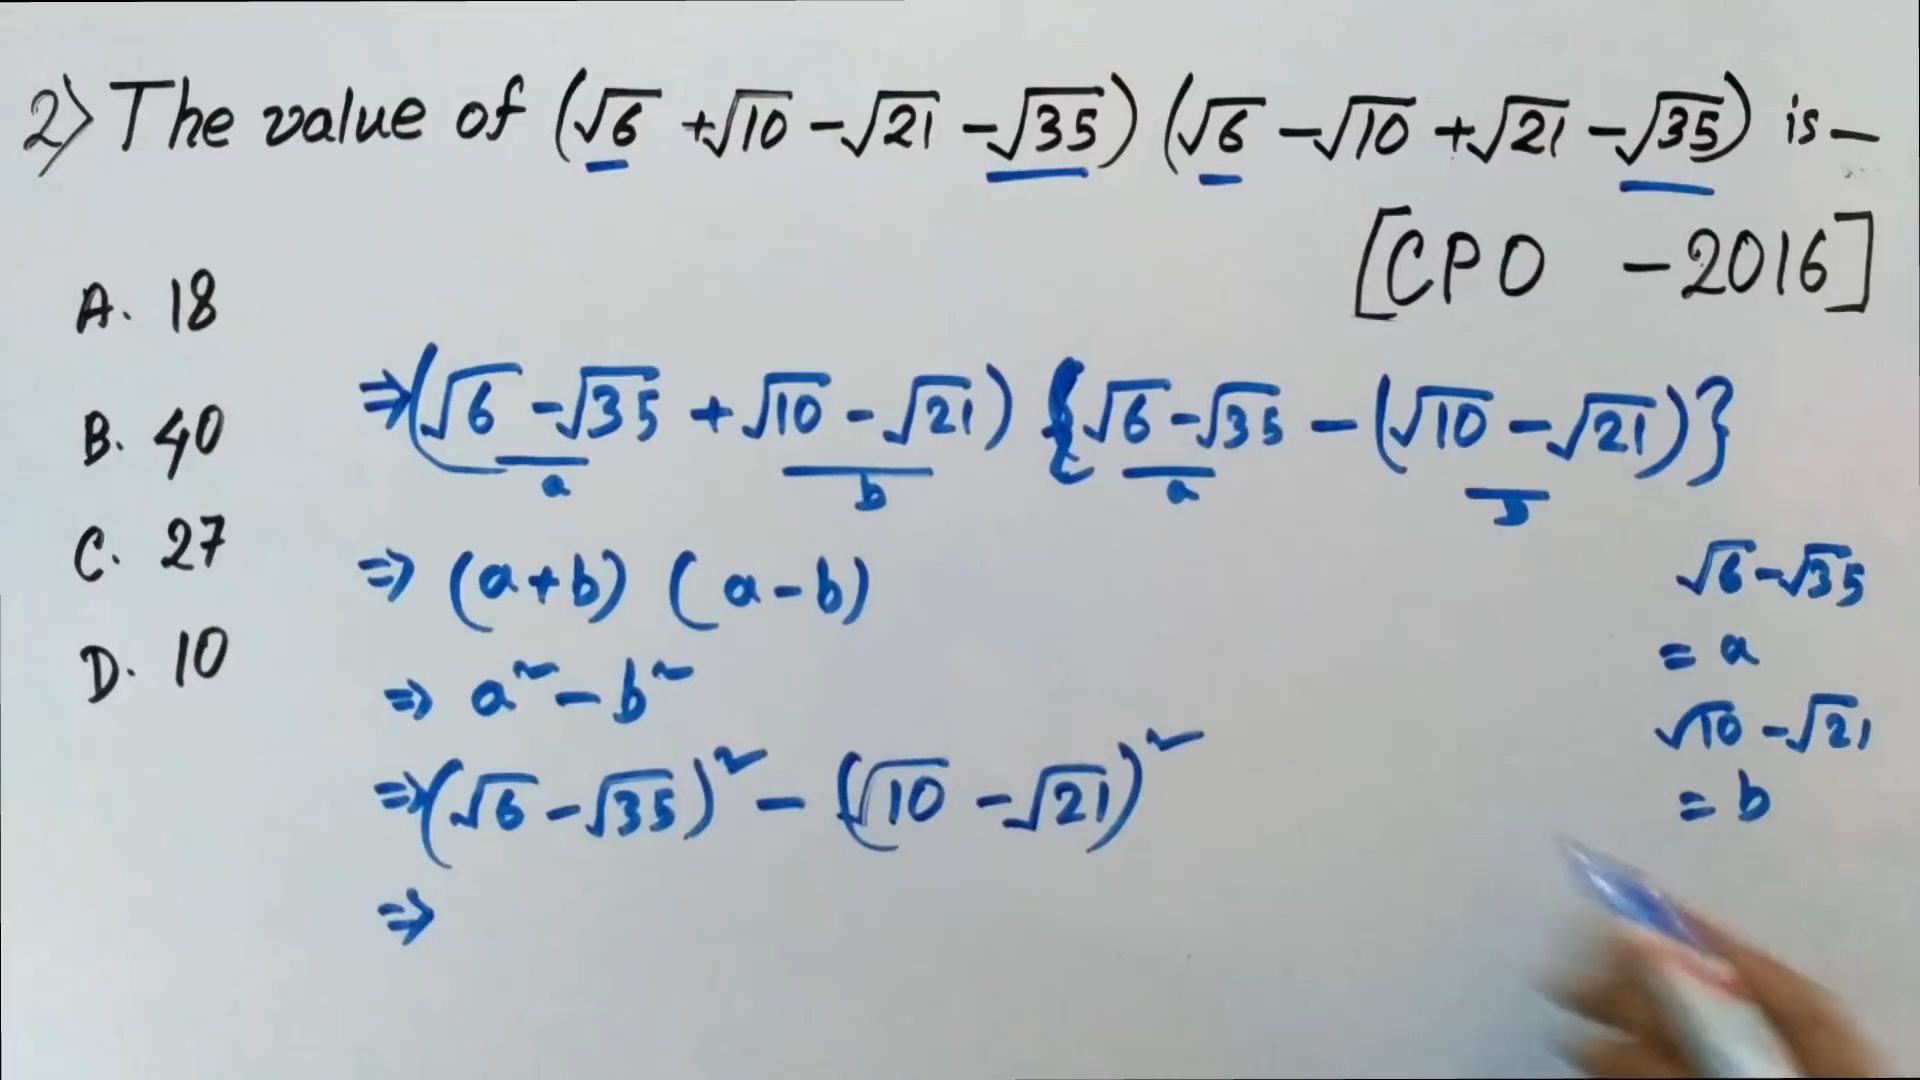 2) The value of (√6 +√10 -√21 -√35) (√6 -√10 +√21 -√35) is -
[CPO -2016]
A. 18
B. 40
C. 27
D. 10
⇒(√6 -√35 +√10 -√21) {√6 -√35 - (√10 -√21)}
a b a b
⇒ (a+b) (a-b)
⇒ a² - b²
⇒(√6 -√35)² - (√10 -√21)²
⇒
√6 -√35
= a
√10 -√21
= b